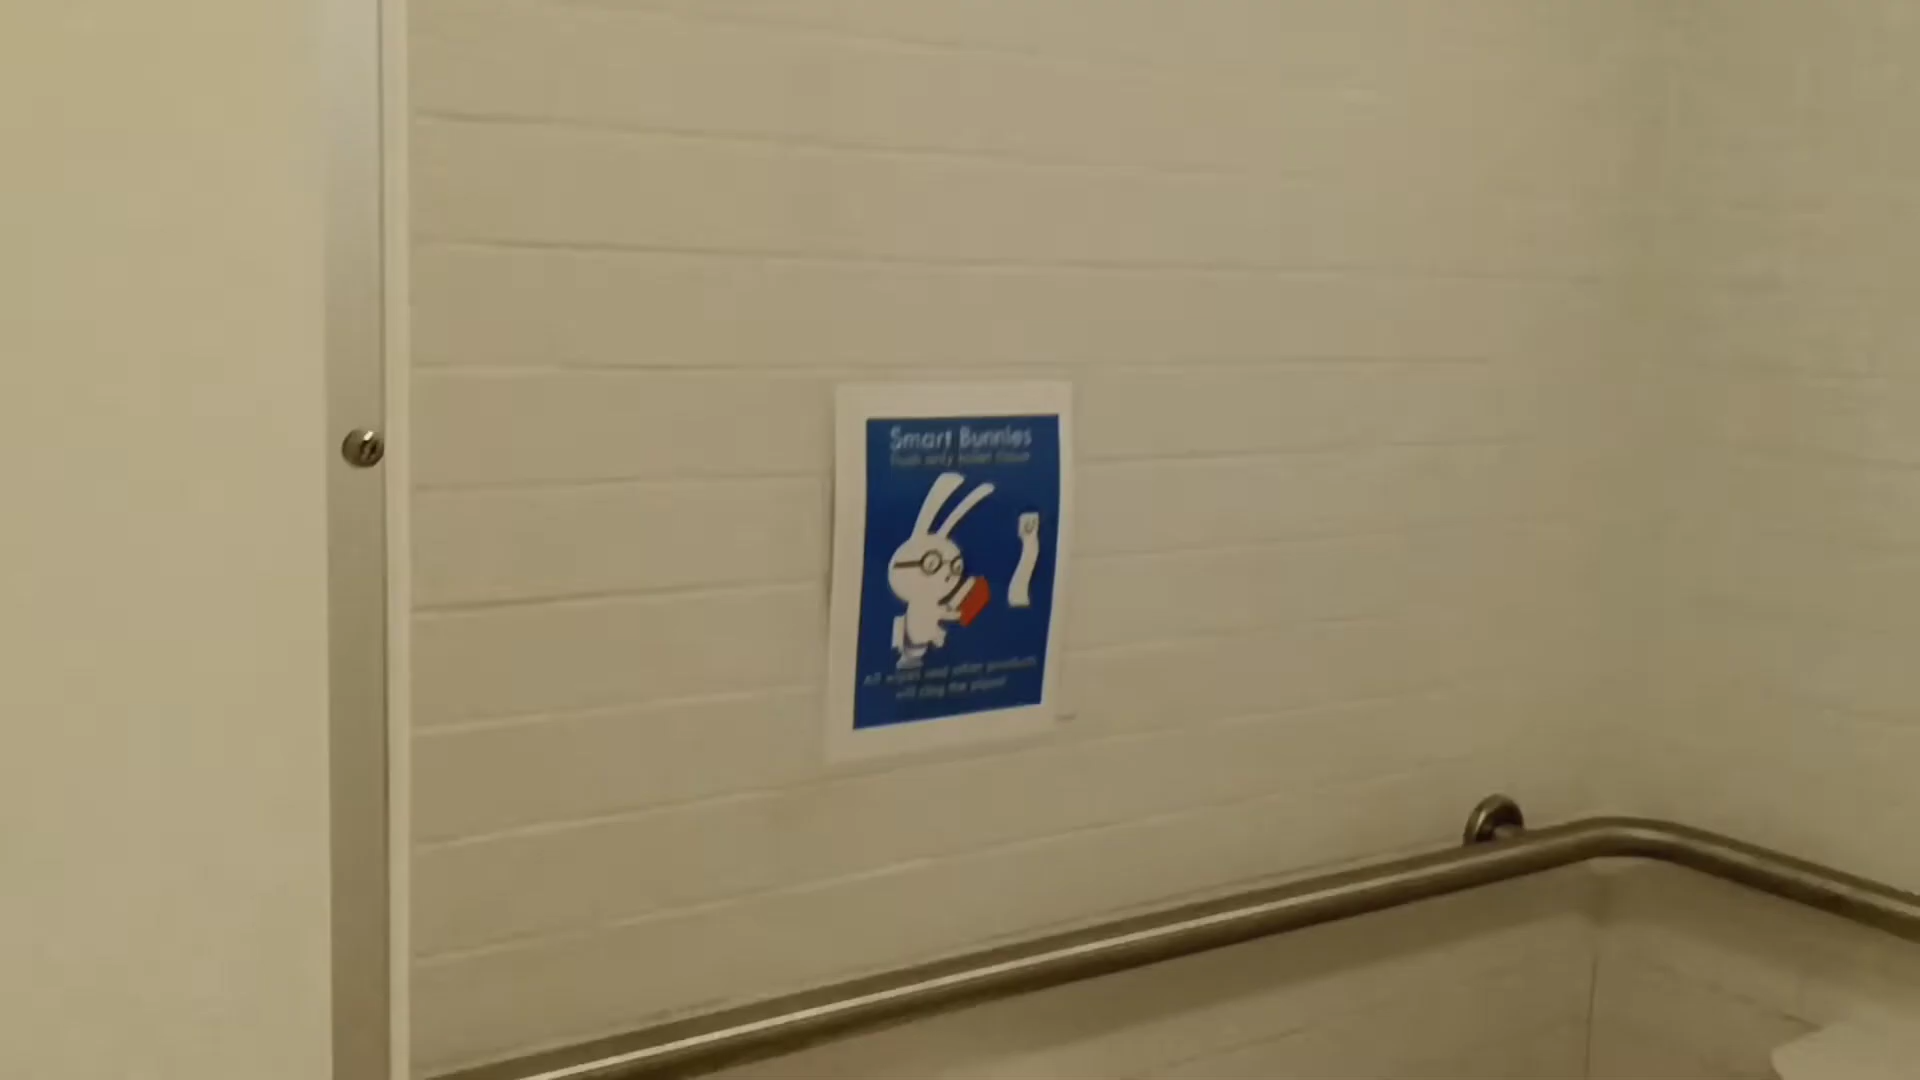 Smart Bunnies
flush only toilet tissue
All wipes and other products
will clog the pipes!